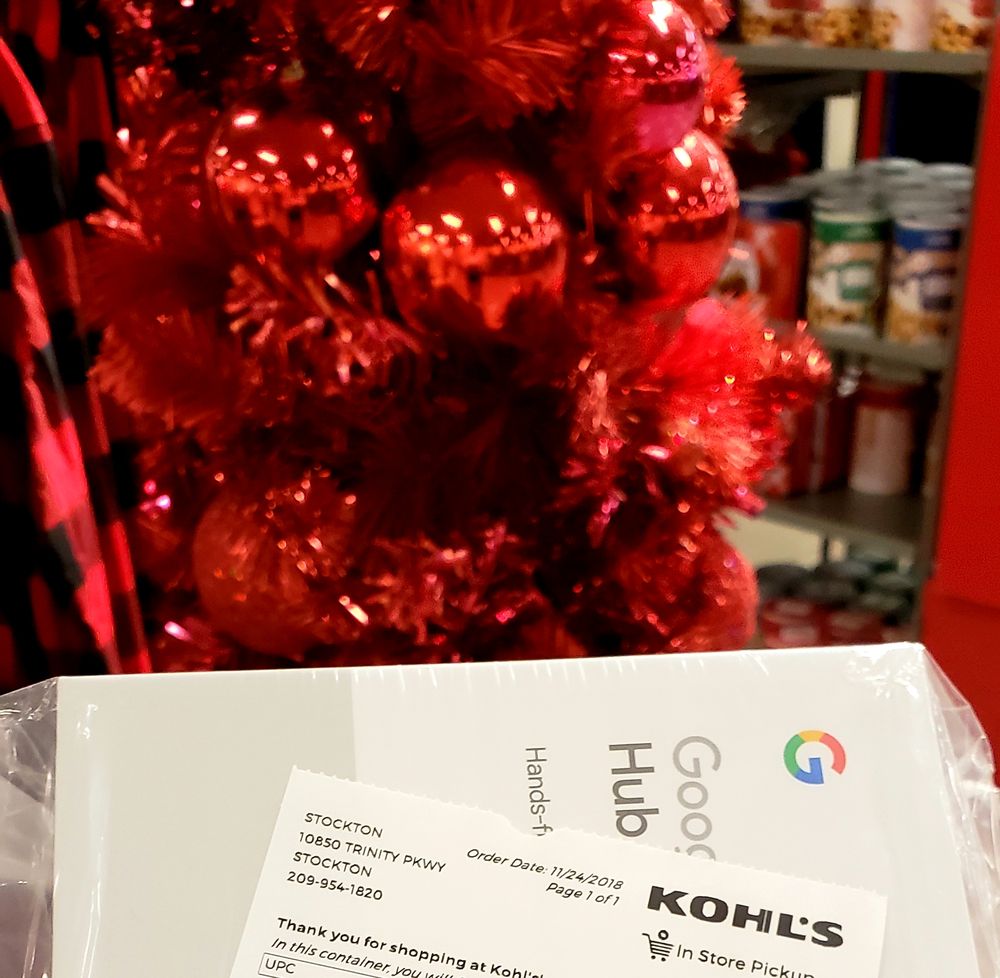 Goog
Hub
Hands-f
STOCKTON
10850 TRINITY PKWY
STOCKTON
209-954-1820
Order Date: 11/24/2018
Page 1 of 1
KOHL'S
In Store Pickup
Thank you for shopping at Kohl's
In this container, you will
UPC